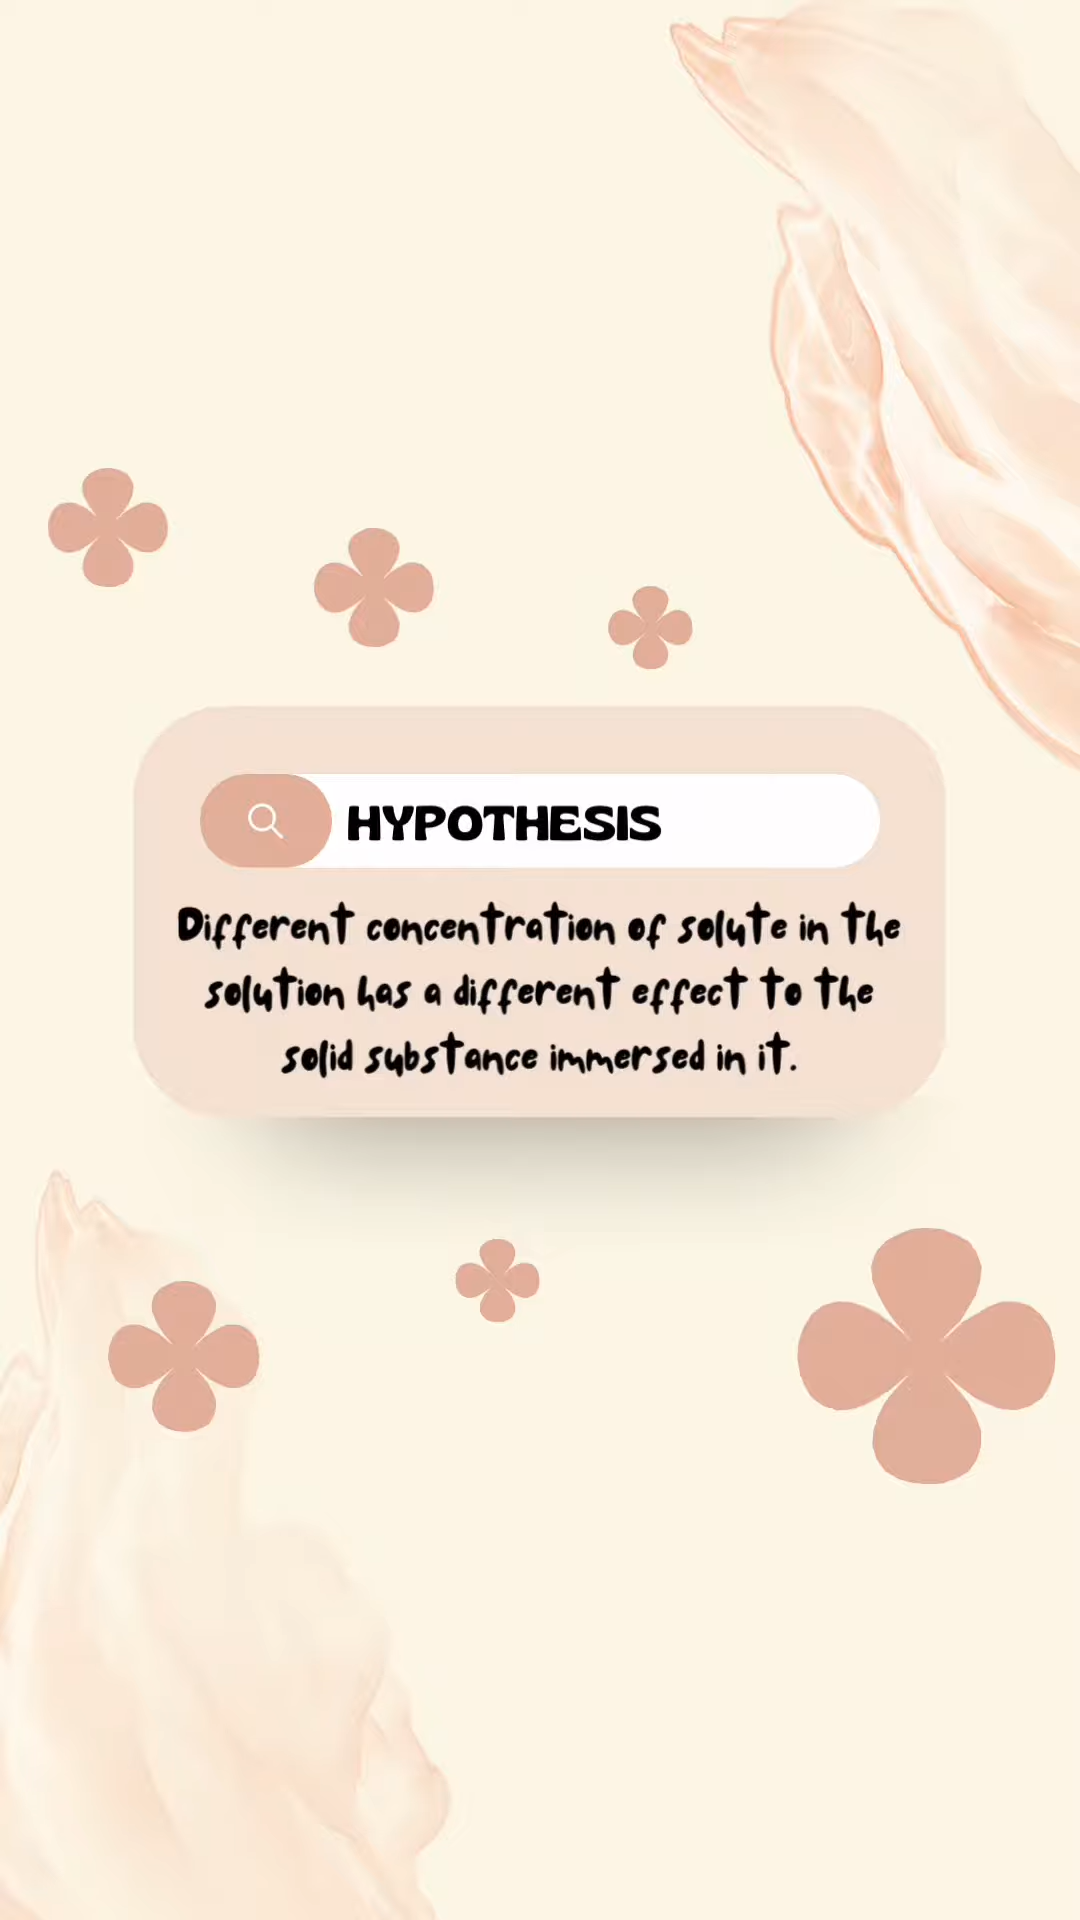 HYPOTHESIS
Different concentration of solute in the
solution has a different effect to the
solid substance immersed in it.